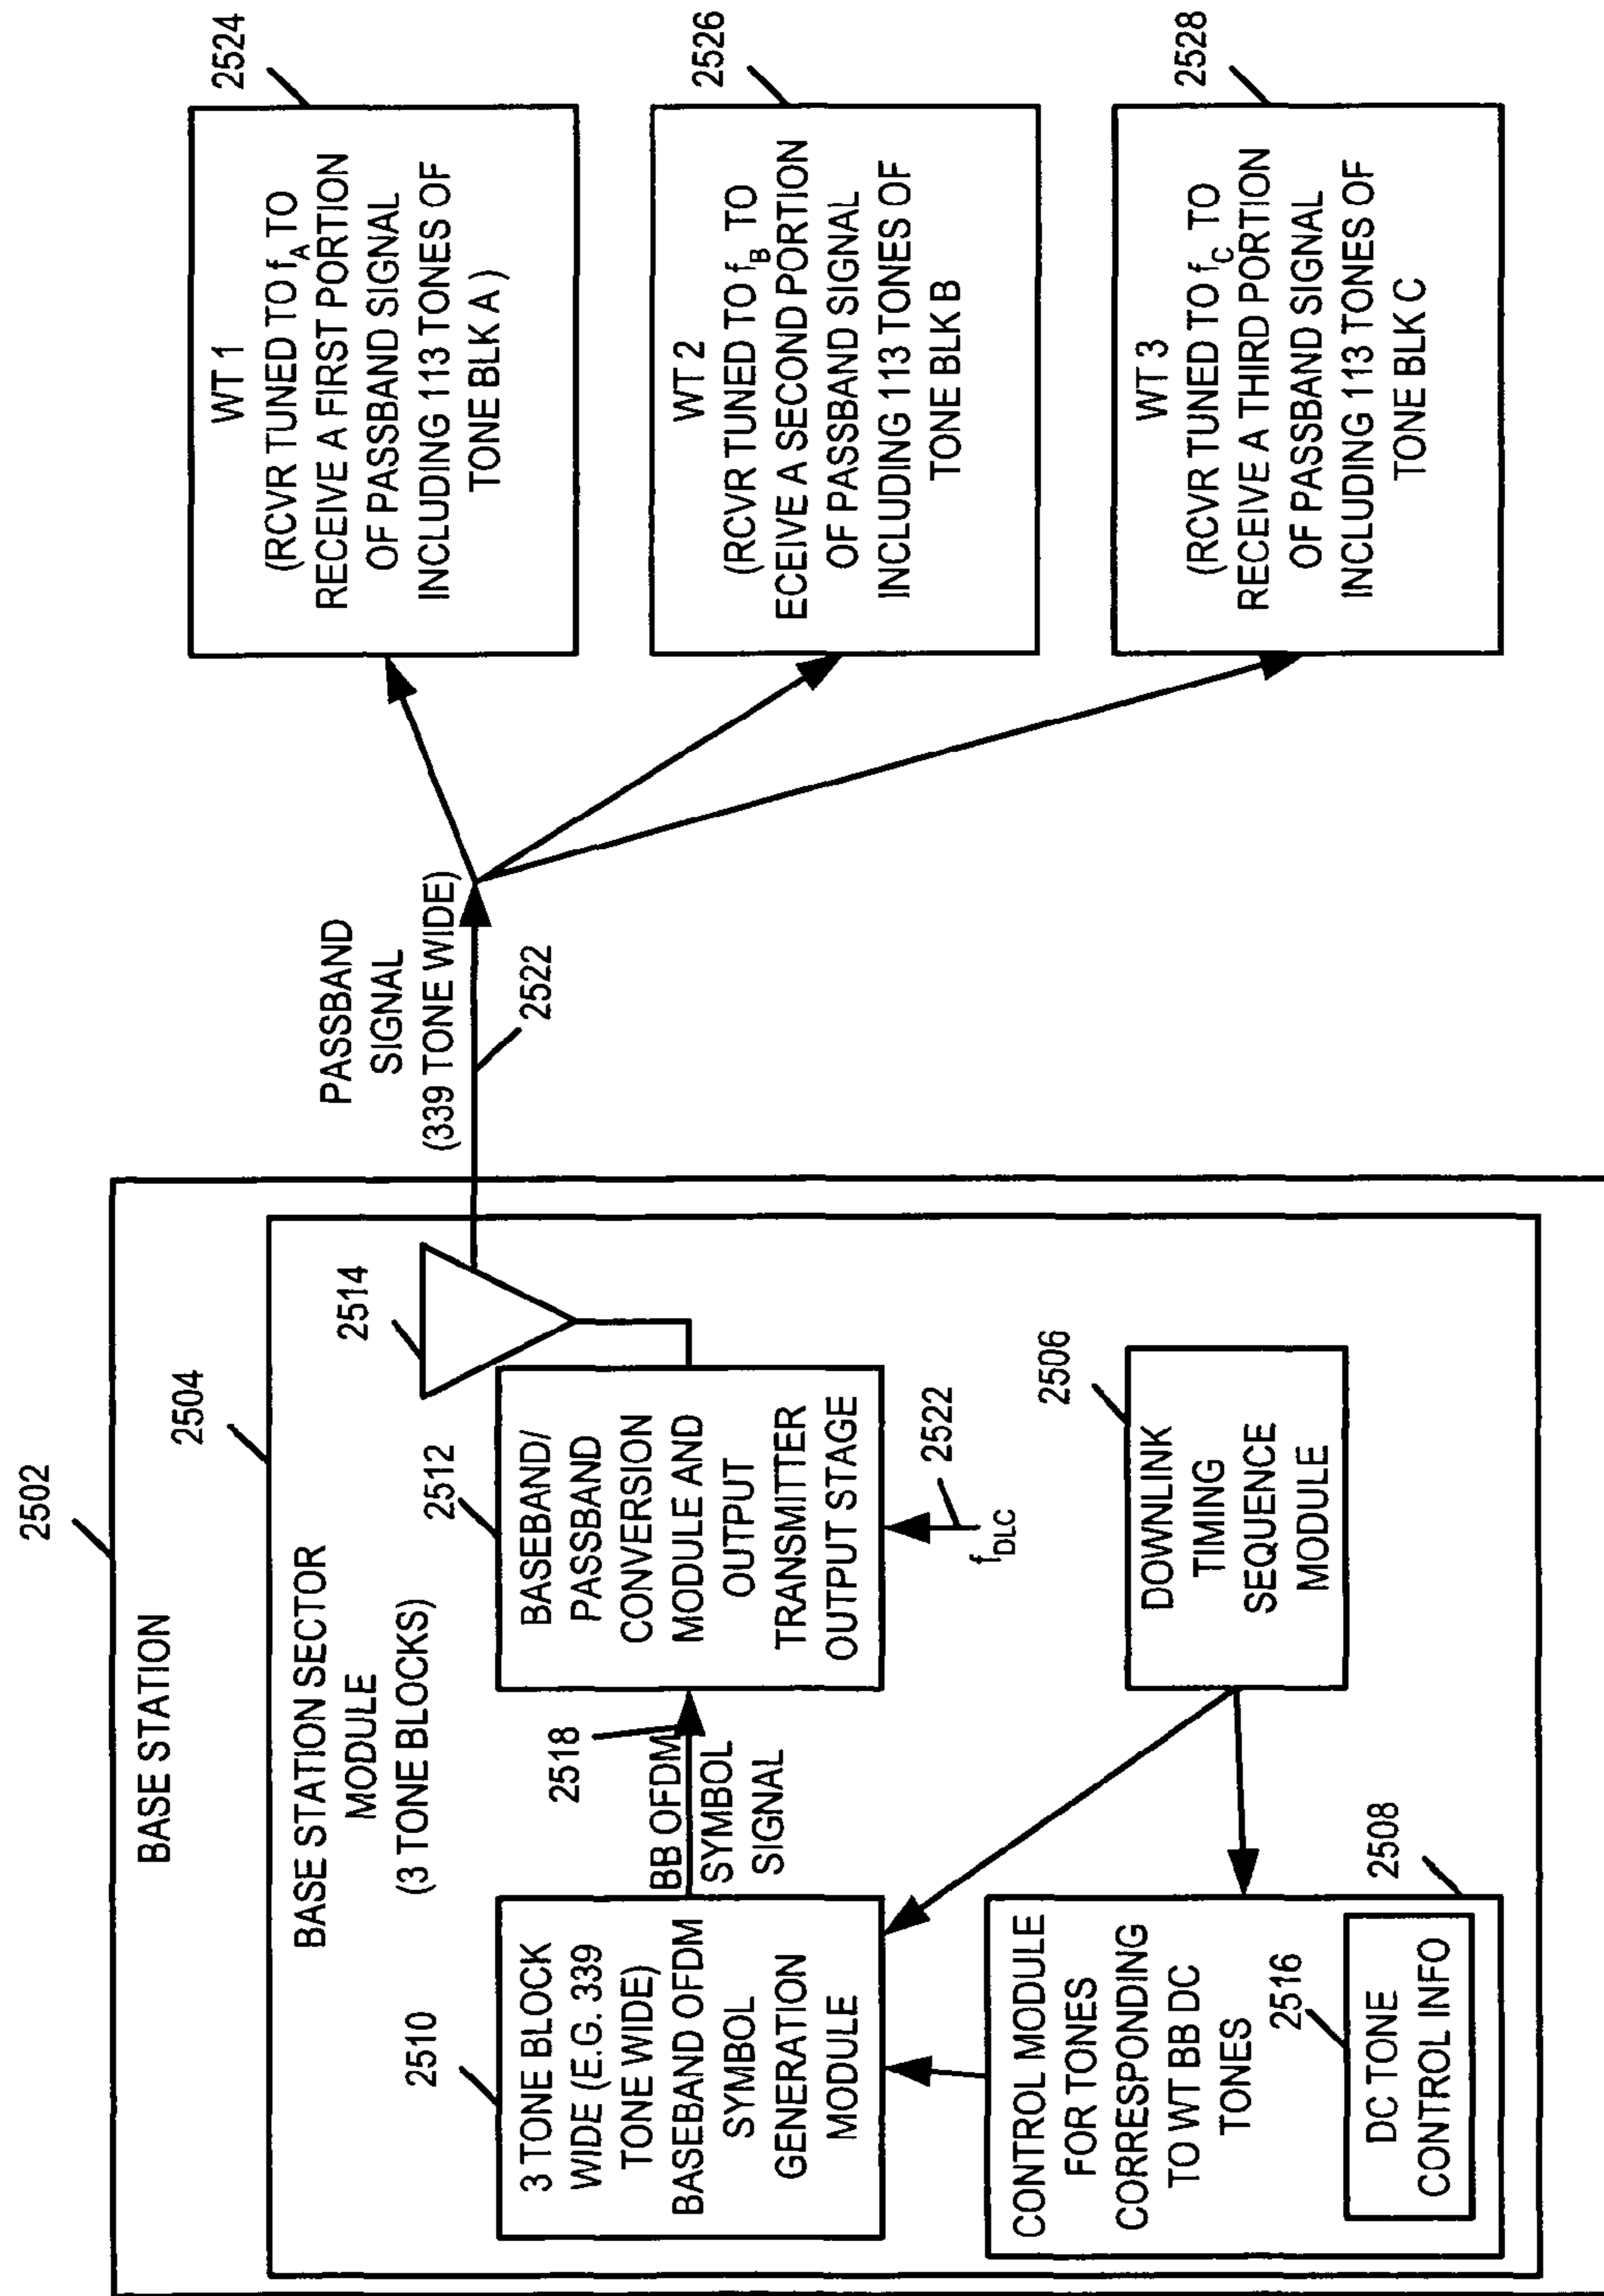 2502
BASE STATION
2504
BASE STATION SECTOR
MODULE
(3 TONE BLOCKS)
2510
3 TONE BLOCK
WIDE (E.G. 339
TONE WIDE)
BASEBAND OFDM
SYMBOL
GENERATION
MODULE
2518
BB OFDM
SYMBOL
SIGNAL
2512
BASEBAND/
PASSBAND
CONVERSION
MODULE AND
OUTPUT
TRANSMITTER
OUTPUT STAGE
2514
f_DLC
2522
CONTROL MODULE
FOR TONES
CORRESPONDING
TO WT BB DC
TONES
2516
DC TONE
CONTROL INFO
2508
2506
DOWNLINK
TIMING
SEQUENCE
MODULE
PASSBAND
SIGNAL
(339 TONE WIDE)
2522
2524
WT 1
(RCVR TUNED TO f_A TO
RECEIVE A FIRST PORTION
OF PASSBAND SIGNAL
INCLUDING 113 TONES OF
TONE BLK A )
2526
WT 2
(RCVR TUNED TO f_B TO
ECEIVE A SECOND PORTION
OF PASSBAND SIGNAL
INCLUDING 113 TONES OF
TONE BLK B
2528
WT 3
(RCVR TUNED TO f_C TO
RECEIVE A THIRD PORTION
OF PASSBAND SIGNAL
INCLUDING 113 TONES OF
TONE BLK C